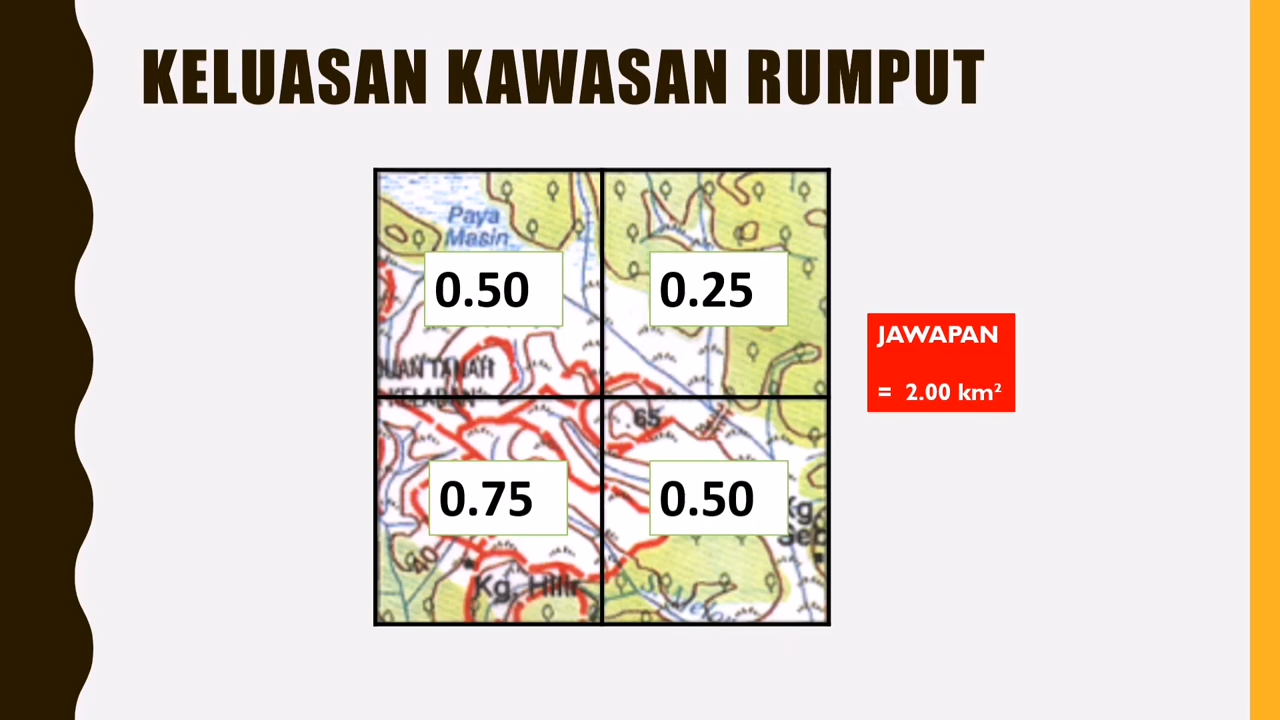 KELUASAN KAWASAN RUMPUT
Paya
Masin
0.50
0.25
JAWAPAN
= 2.00 km²
65
0.75
0.50
Kg.
40
Kg. Hilir